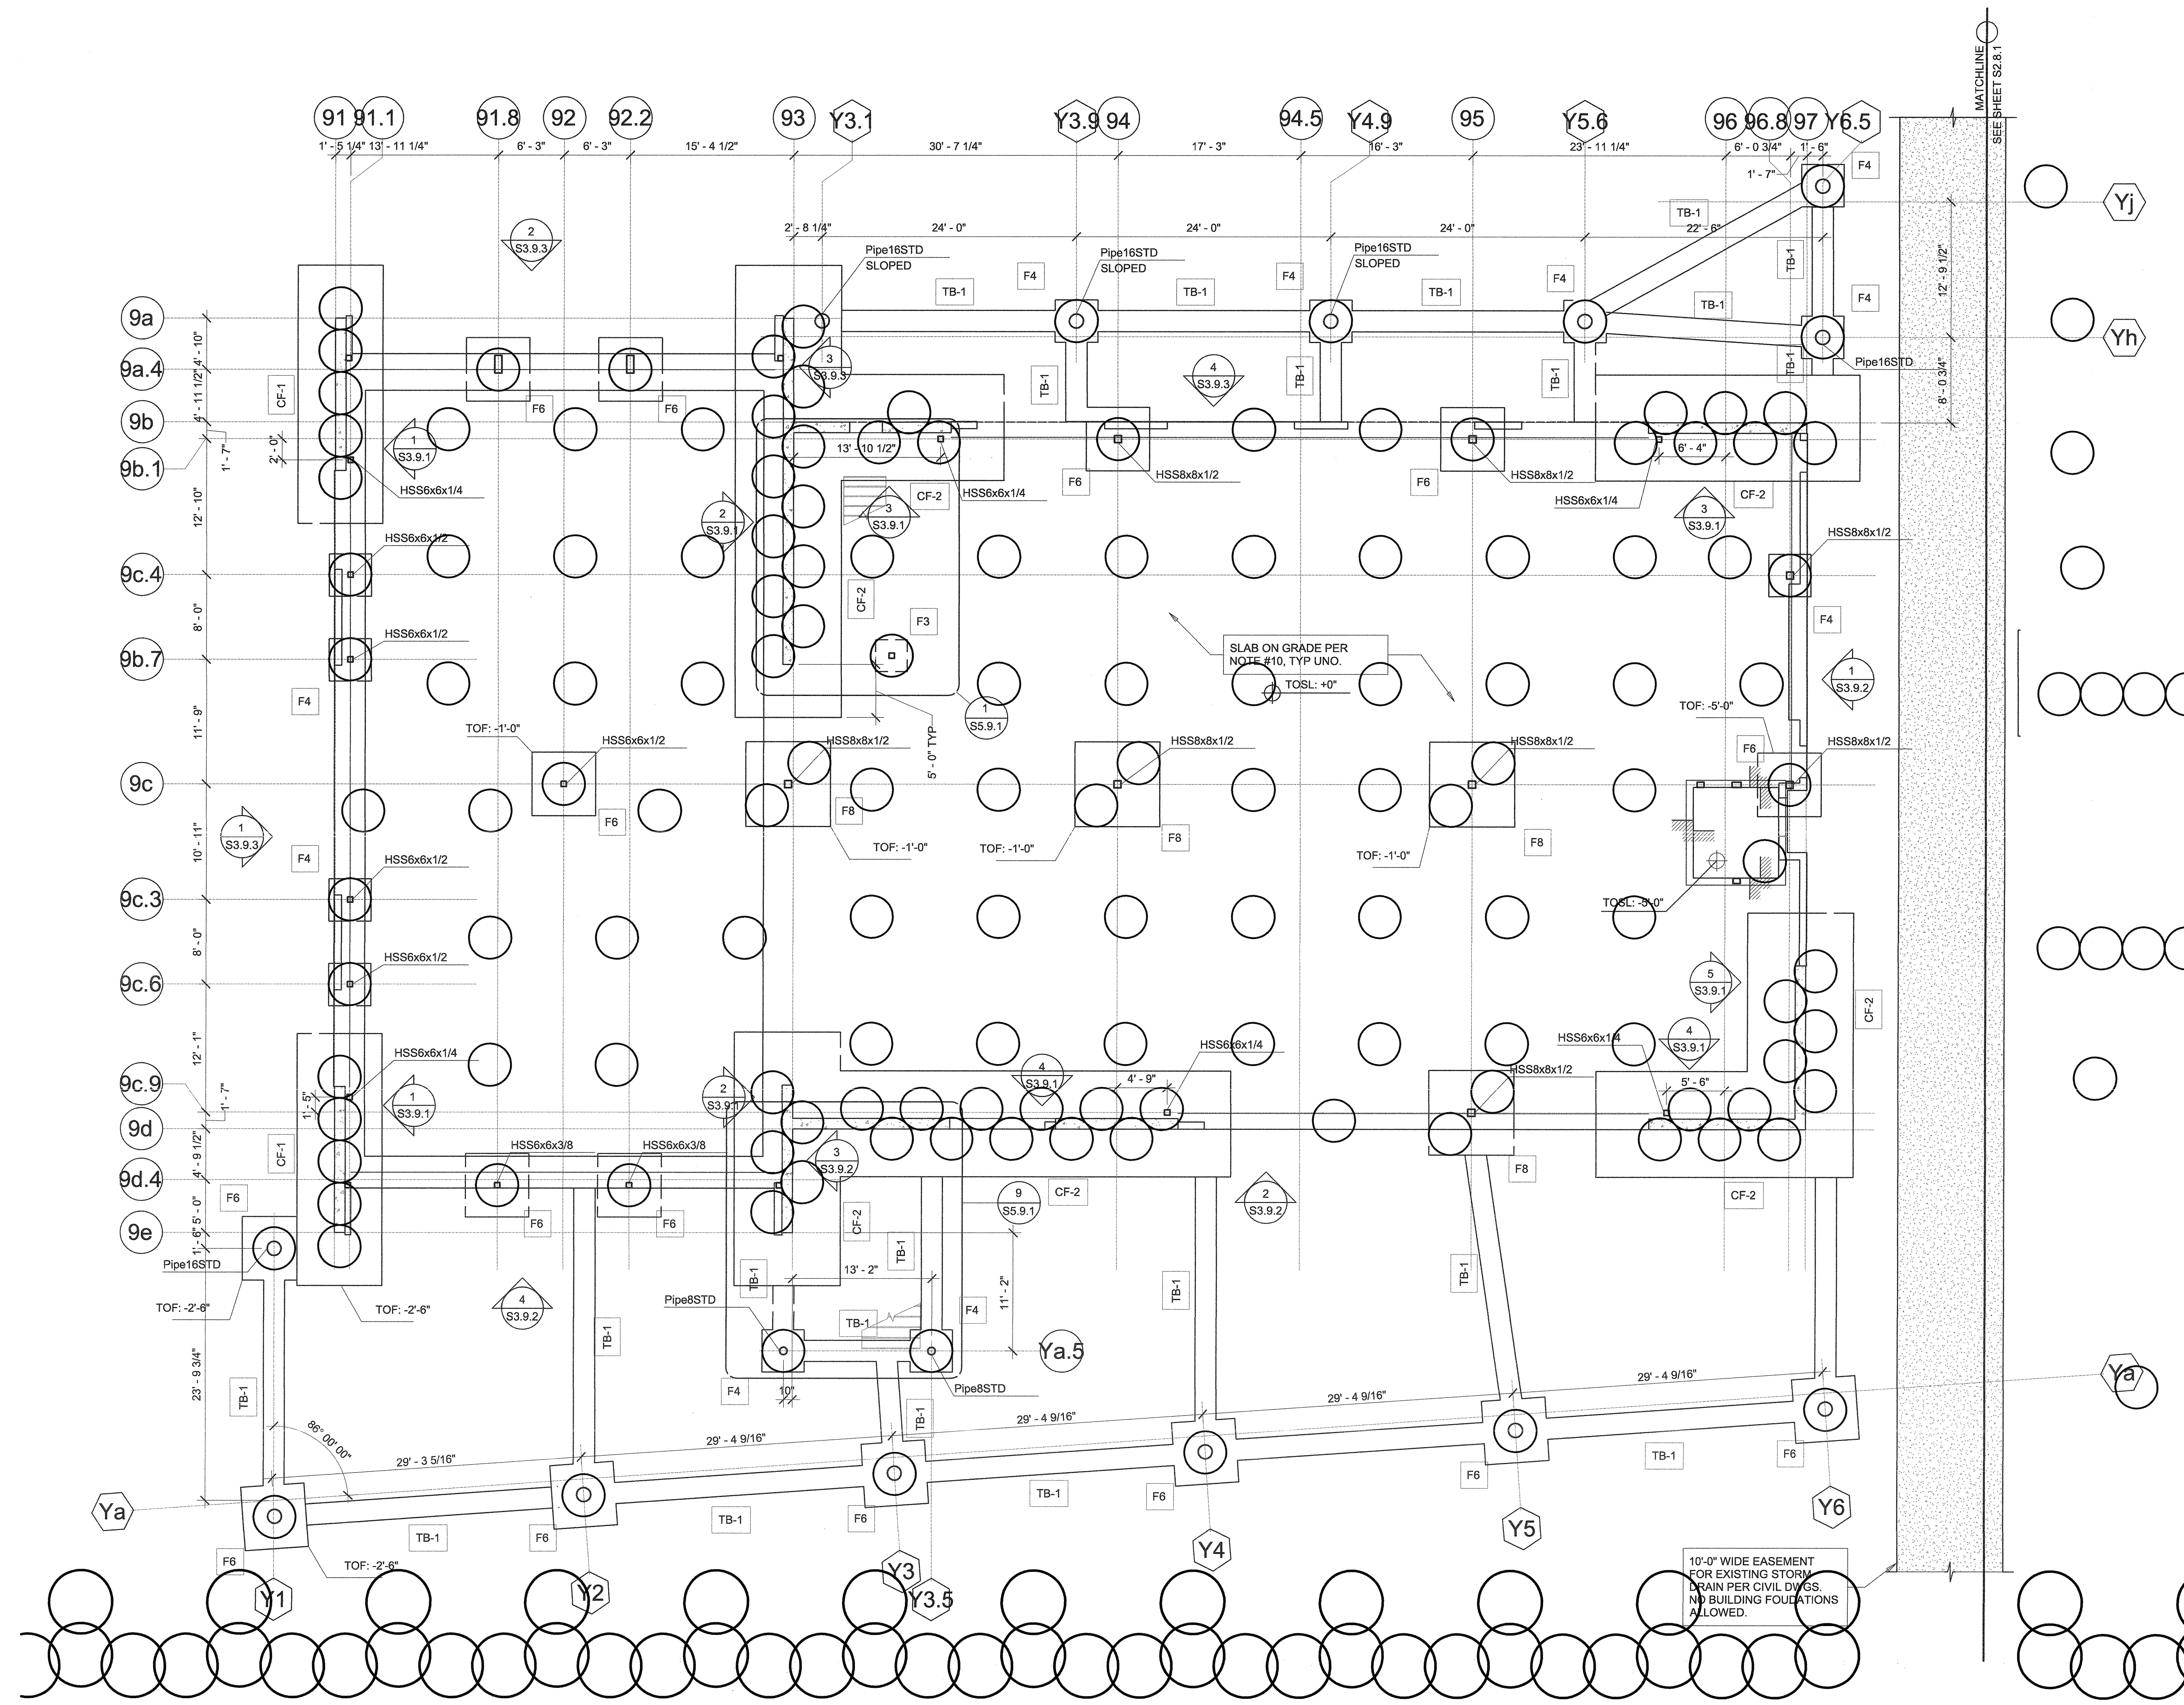 MATCHLINE
SEE SHEET S2.8.1
91
91.1
91.8
92
92.2
93
Y3.1
Y3.9
94
94.5
Y4.9
95
Y5.6
96
96.8
97
Y6.5
1' - 5 1/4"
13' - 11 1/4"
6' - 3"
6' - 3"
15' - 4 1/2"
30' - 7 1/4"
17' - 3"
16' - 3"
23' - 11 1/4"
6' - 0 3/4"
1' - 6"
F4
1' - 7"
Yj
TB-1
2' - 8 1/4"
24' - 0"
24' - 0"
24' - 0"
22' - 6"
2
S3.9.3
Pipe16STD
SLOPED
Pipe16STD
SLOPED
Pipe16STD
SLOPED
TB-1
12' - 9 1/2"
F4
F4
F4
TB-1
TB-1
TB-1
TB-1
F4
9a
Yh
4' - 10"
9a.4
3
S3.9.3
4
S3.9.3
TB-1
TB-1
TB-1
TB-1
Pipe16STD
8' - 0 3/4"
4' - 11 1/2"
CF-1
F6
F6
9b
1
S3.9.1
13' - 10 1/2"
6' - 4"
9b.1
1' - 7"
2' - 0"
HSS6x6x1/4
F6
HSS8x8x1/2
F6
HSS8x8x1/2
HSS6x6x1/4
CF-2
HSS6x6x1/4
CF-2
12' - 10"
2
S3.9.1
3
S3.9.1
3
S3.9.1
HSS6x6x1/2
HSS8x8x1/2
9c.4
CF-2
8' - 0"
F3
F4
HSS6x6x1/2
9b.7
SLAB ON GRADE PER
NOTE #10, TYP UNO.
TOSL: +0"
1
S3.9.2
F4
TOF: -5'-0"
1
S5.9.1
11' - 9"
TOF: -1'-0"
HSS6x6x1/2
HSS8x8x1/2
5' - 0" TYP
HSS8x8x1/2
HSS8x8x1/2
F6
HSS8x8x1/2
9c
F6
F8
F8
F8
1
S3.9.3
10' - 11"
F4
TOF: -1'-0"
TOF: -1'-0"
TOF: -1'-0"
HSS6x6x1/2
9c.3
TOSL: -5'-0"
8' - 0"
HSS6x6x1/2
9c.6
5
S3.9.1
CF-2
12' - 1"
HSS6x6x1/4
HSS6x6x1/4
HSS6x6x1/4
4
S3.9.1
4
S3.9.1
HSS8x8x1/2
9c.9
1' - 7"
1' - 5"
1
S3.9.1
2
S3.9.1
4' - 9"
5' - 6"
9d
4' - 9 1/2"
CF-1
HSS6x6x3/8
HSS6x6x3/8
3
S3.9.2
F8
9d.4
F6
5' - 0"
F6
F6
CF-2
9
S5.9.1
CF-2
2
S3.9.2
CF-2
9e
1' - 6"
Pipe16STD
TB-1
13' - 2"
TB-1
11' - 2"
TB-1
TB-1
TOF: -2'-6"
TOF: -2'-6"
4
S3.9.2
Pipe8STD
TB-1
F4
TB-1
Ya.5
23' - 9 3/4"
TB-1
F4
10"
Pipe8STD
TB-1
Ya
29' - 4 9/16"
29' - 4 9/16"
29' - 4 9/16"
29' - 4 9/16"
29' - 3 5/16"
86° 00' 00"
Ya
TB-1
F6
TB-1
F6
TB-1
F6
F6
TB-1
F6
F6
TOF: -2'-6"
Y1
Y2
Y3
Y3.5
Y4
Y5
Y6
10'-0" WIDE EASEMENT
FOR EXISTING STORM
DRAIN PER CIVIL DWGS.
NO BUILDING FOUDATIONS
ALLOWED.